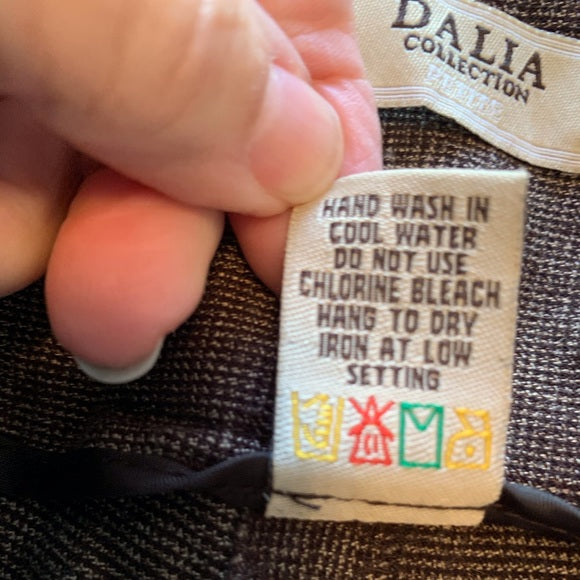 DALIA
COLLECTION
PETITE
HAND WASH IN
COOL WATER
DO NOT USE
CHLORINE BLEACH
HANG TO DRY
IRON AT LOW
SETTING